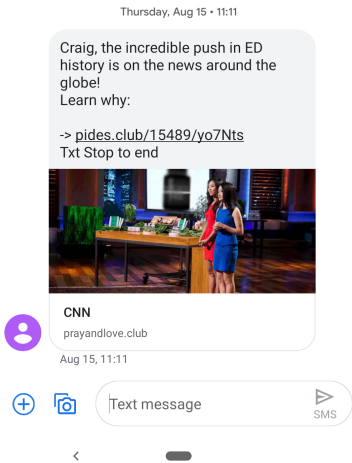 Thursday, Aug 15 • 11:11
Craig, the incredible push in ED
history is on the news around the
globe!
Learn why:
-> pides.club/15489/yo7Nts
Txt Stop to end
CNN
prayandlove.club
Aug 15, 11:11
Text message
SMS